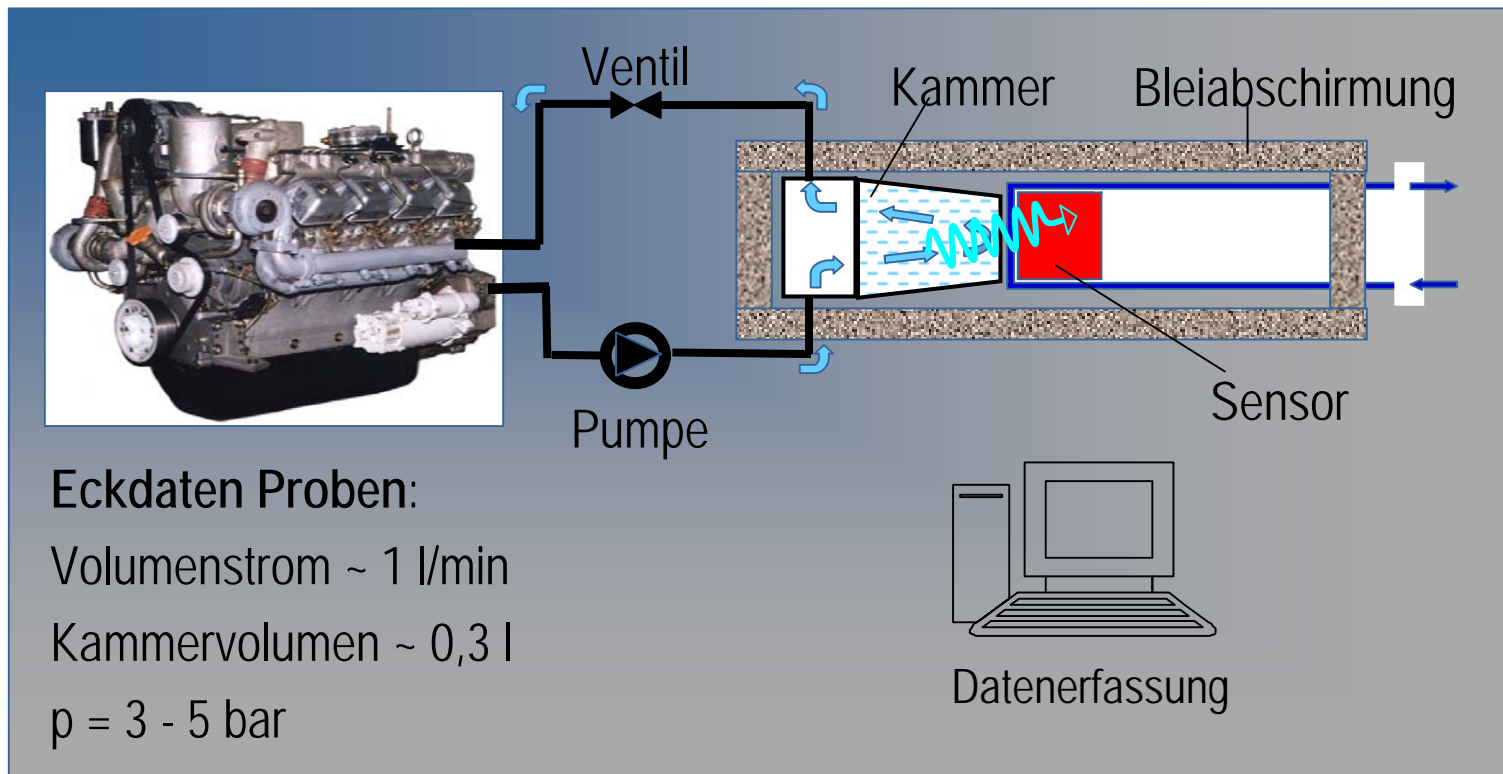 Ventil
Kammer
Bleiabschirmung
Pumpe
Sensor
Eckdaten Proben:
Volumenstrom ~ 1 l/min
Kammervolumen ~ 0,3 l
p = 3 - 5 bar
Datenerfassung